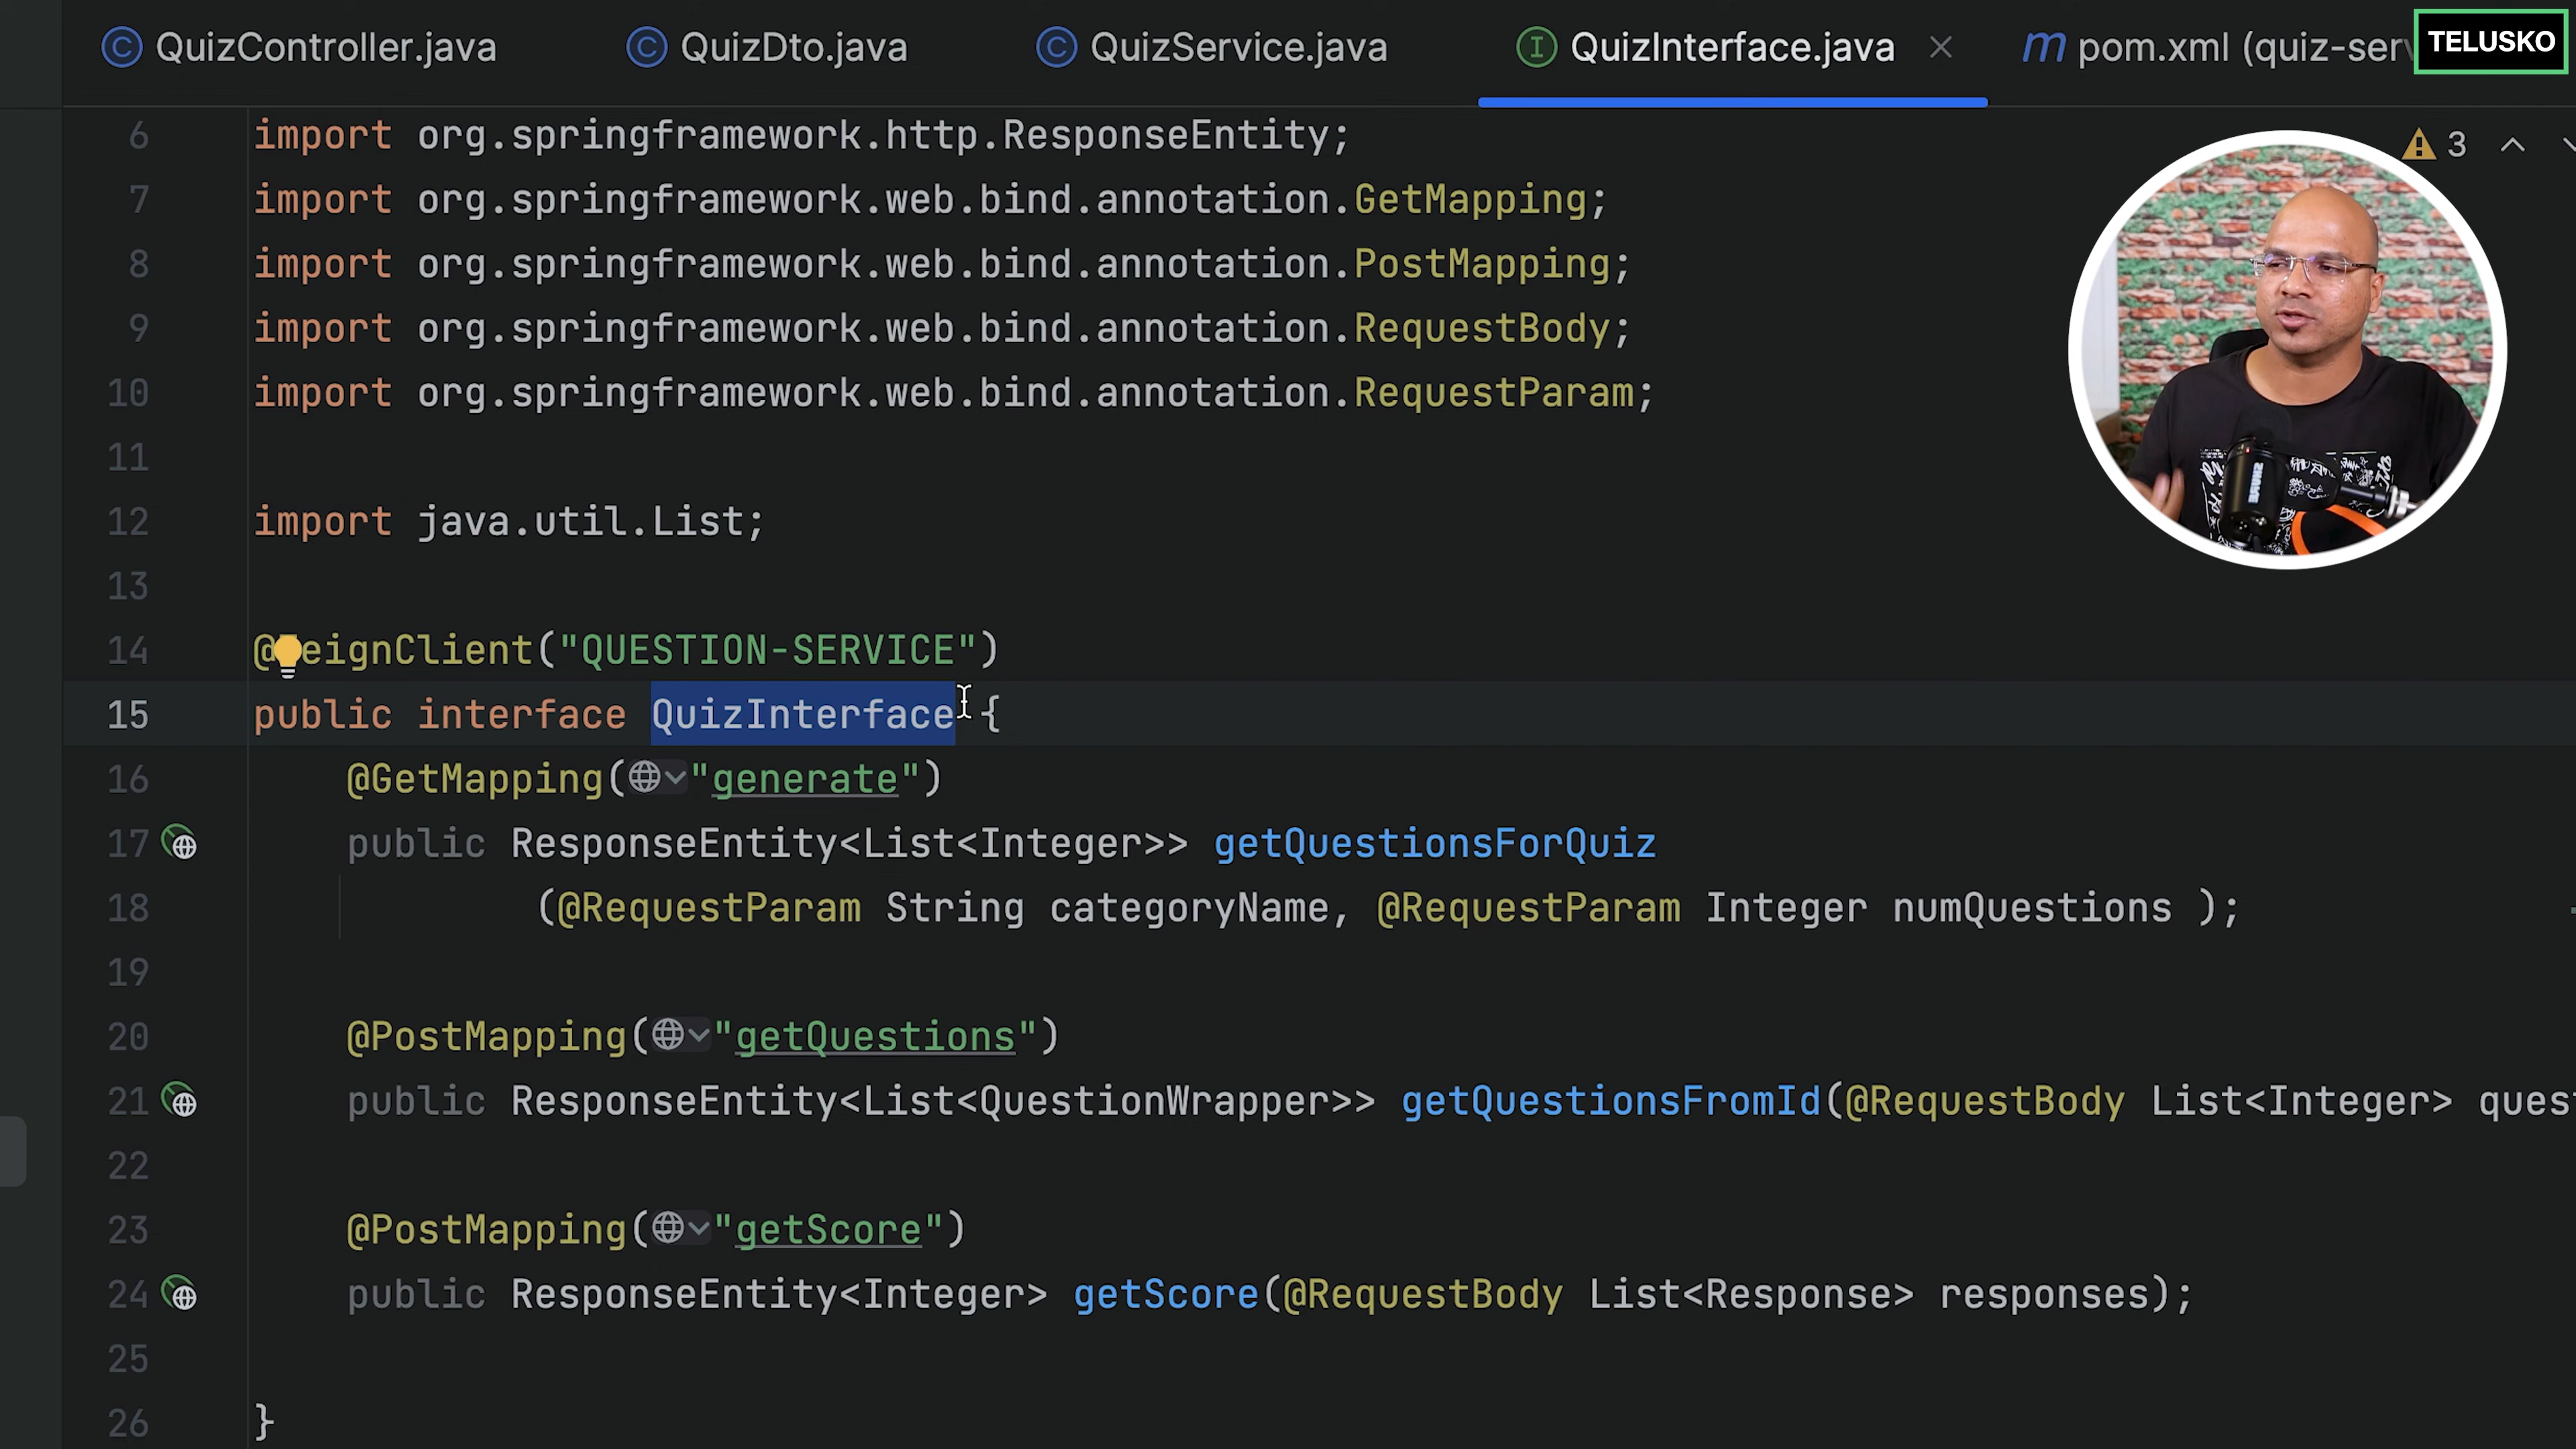 QuizController.java QuizDto.java QuizService.java QuizInterface.java pom.xml (quiz-ser TELUSKO
3
6 import org.springframework.http.ResponseEntity;
7 import org.springframework.web.bind.annotation.GetMapping;
8 import org.springframework.web.bind.annotation.PostMapping;
9 import org.springframework.web.bind.annotation.RequestBody;
10 import org.springframework.web.bind.annotation.RequestParam;
11
12 import java.util.List;
13
14 @eignClient("QUESTION-SERVICE")
15 public interface QuizInterface {
16 @GetMapping("generate")
17 public ResponseEntity<List<Integer>> getQuestionsForQuiz
18 (@RequestParam String categoryName, @RequestParam Integer numQuestions );
19
20 @PostMapping("getQuestions")
21 public ResponseEntity<List<QuestionWrapper>> getQuestionsFromId(@RequestBody List<Integer> ques
22
23 @PostMapping("getScore")
24 public ResponseEntity<Integer> getScore(@RequestBody List<Response> responses);
25
26 }